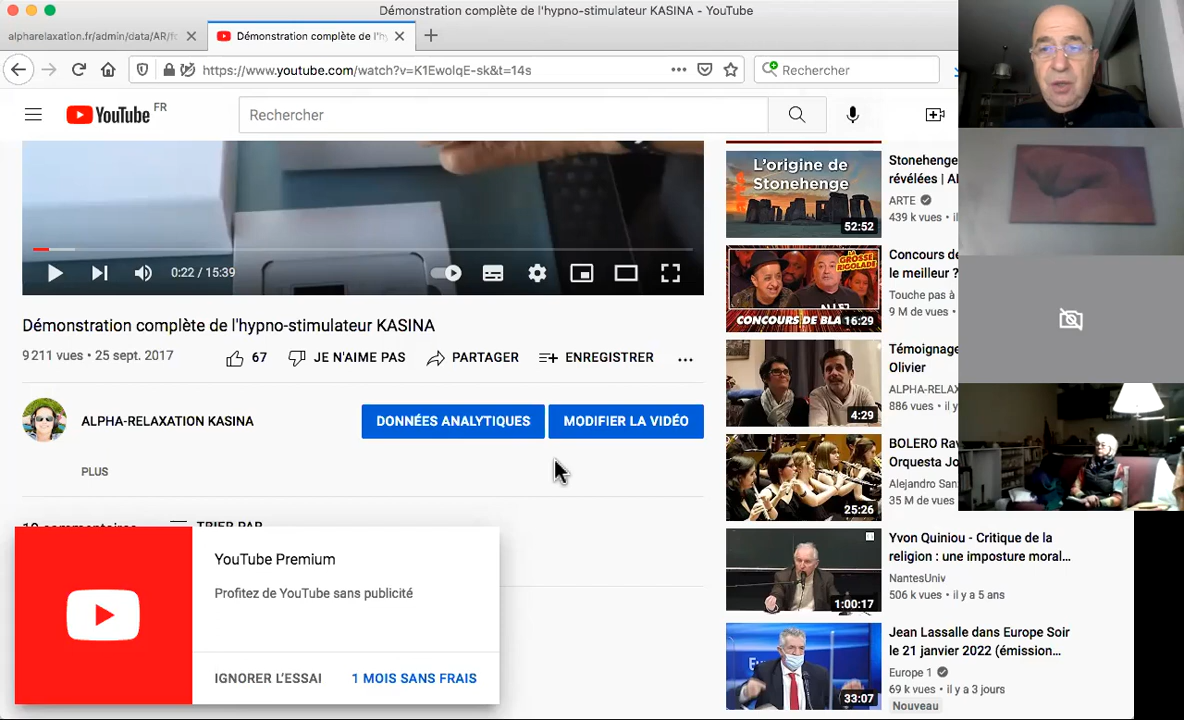 Démonstration complète de l'hypno-stimulateur KASINA - YouTube
alpharelaxation.fr/admin/data/AR/fo
Démonstration complète de l'hy
https://www.youtube.com/watch?v=K1EwolqE-sk&t=14s
Rechercher
YouTube FR
Rechercher
0:22 / 15:39
Démonstration complète de l'hypno-stimulateur KASINA
9 211 vues • 25 sept. 2017
67
JE N'AIME PAS
PARTAGER
ENREGISTRER
ALPHA-RELAXATION KASINA
DONNÉES ANALYTIQUES
MODIFIER LA VIDÉO
PLUS
commentaires
TRIER PAR
YouTube Premium
Profitez de YouTube sans publicité
IGNORER L'ESSAI
1 MOIS SANS FRAIS
L'origine de
Stonehenge
52:52
Stonehenge
révélées | A
ARTE
439 k vues • il
LA
GROSSE
RIGOLADE
CONCOURS DE BLA
16:29
Concours de
le meilleur ?
Touche pas à
9 M de vues •
4:29
Témoignage
Olivier
ALPHA-RELAX
886 vues • il y
25:26
BOLERO Rav
Orquesta Jo
Alejandro San
35 M de vues
1:00:17
Yvon Quiniou - Critique de la
religion : une imposture moral...
NantesUniv
506 k vues • il y a 5 ans
33:07
Jean Lassalle dans Europe Soir
le 21 janvier 2022 (émission...
Europe 1
69 k vues • il y a 3 jours
Nouveau